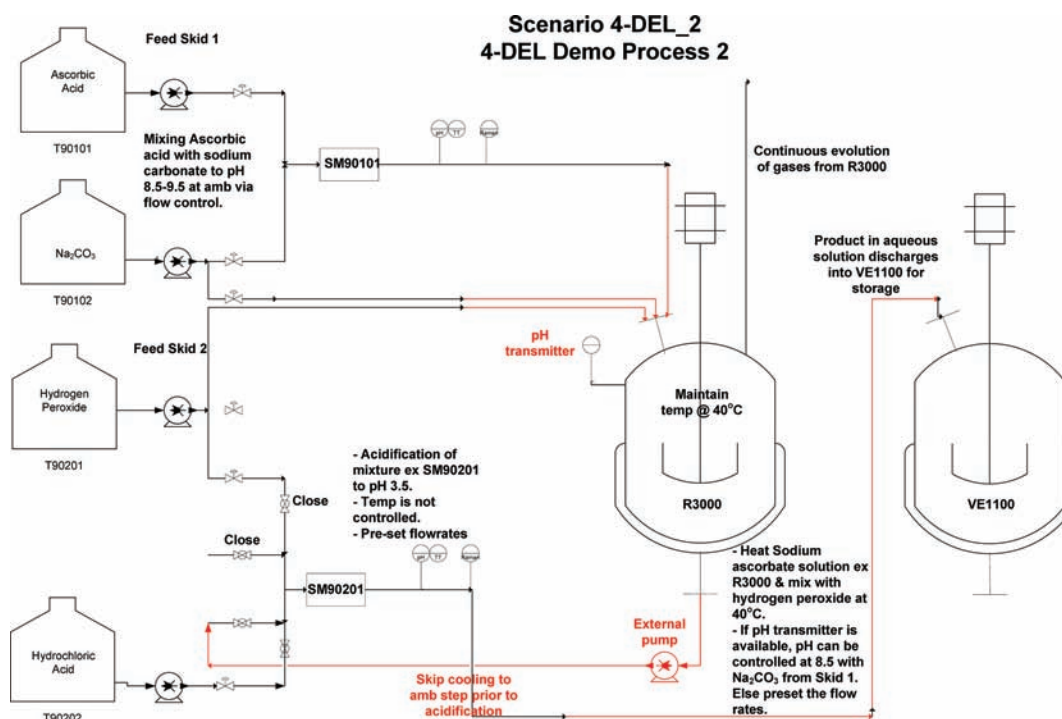 Scenario 4-DEL_2
4-DEL Demo Process 2
Feed Skid 1
Ascorbic
Acid
T90101
Mixing Ascorbic
acid with sodium
carbonate to pH
8.5-9.5 at amb via
flow control.
SM90101
pH
TT
Continuous evolution
of gases from R3000
Na₂CO₃
T90102
Product in aqueous
solution discharges
into VE1100 for
storage
Feed Skid 2
Hydrogen
Peroxide
T90201
pH
transmitter
Maintain
temp @ 40°C
R3000
VE1100
- Acidification of
mixture ex SM90201
to pH 3.5.
- Temp is not
controlled.
- Pre-set flowrates
Close
Close
SM90201
pH
TT
- Heat Sodium
ascorbate solution ex
R3000 & mix with
hydrogen peroxide at
40°C.
- If pH transmitter is
available, pH can be
controlled at 8.5 with
Na₂CO₃ from Skid 1.
Else preset the flow
rates.
External
pump
Hydrochloric
Acid
T90202
Skip cooling to
amb step prior to
acidification